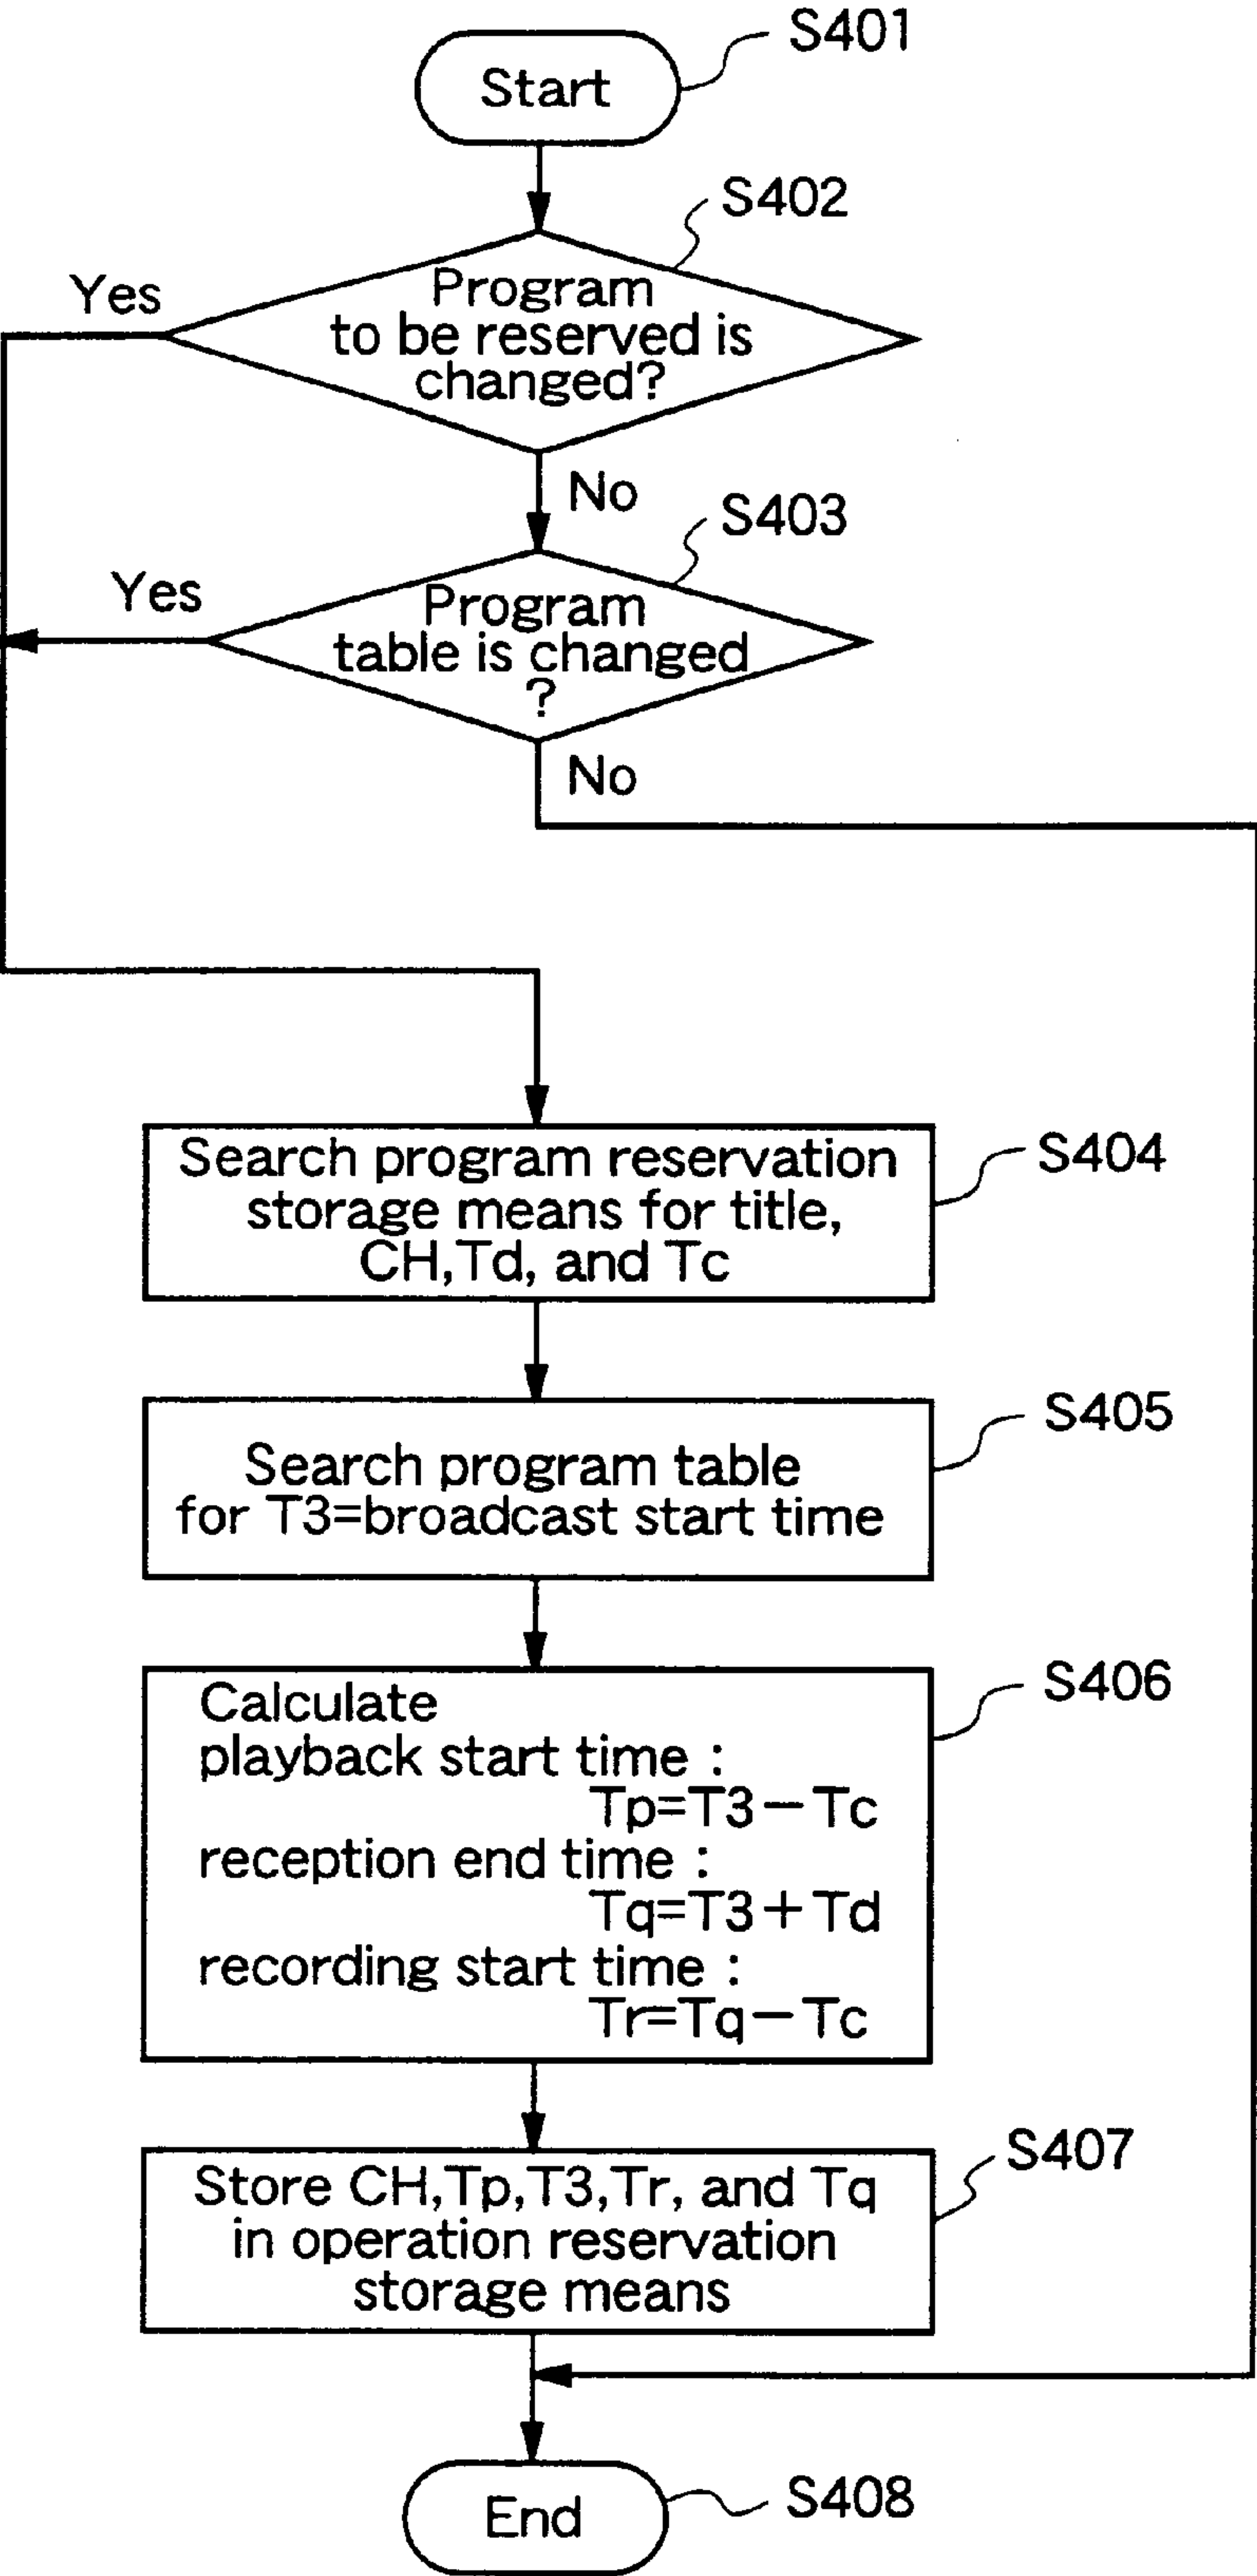 Start
S401
S402
Program
to be reserved is
changed?
Yes
No
S403
Program
table is changed
?
Yes
No
Search program reservation
storage means for title,
CH,Td, and Tc
S404
Search program table
for T3=broadcast start time
S405
Calculate
playback start time :
Tp=T3−Tc
reception end time :
Tq=T3+Td
recording start time :
Tr=Tq−Tc
S406
Store CH,Tp,T3,Tr, and Tq
in operation reservation
storage means
S407
End
S408